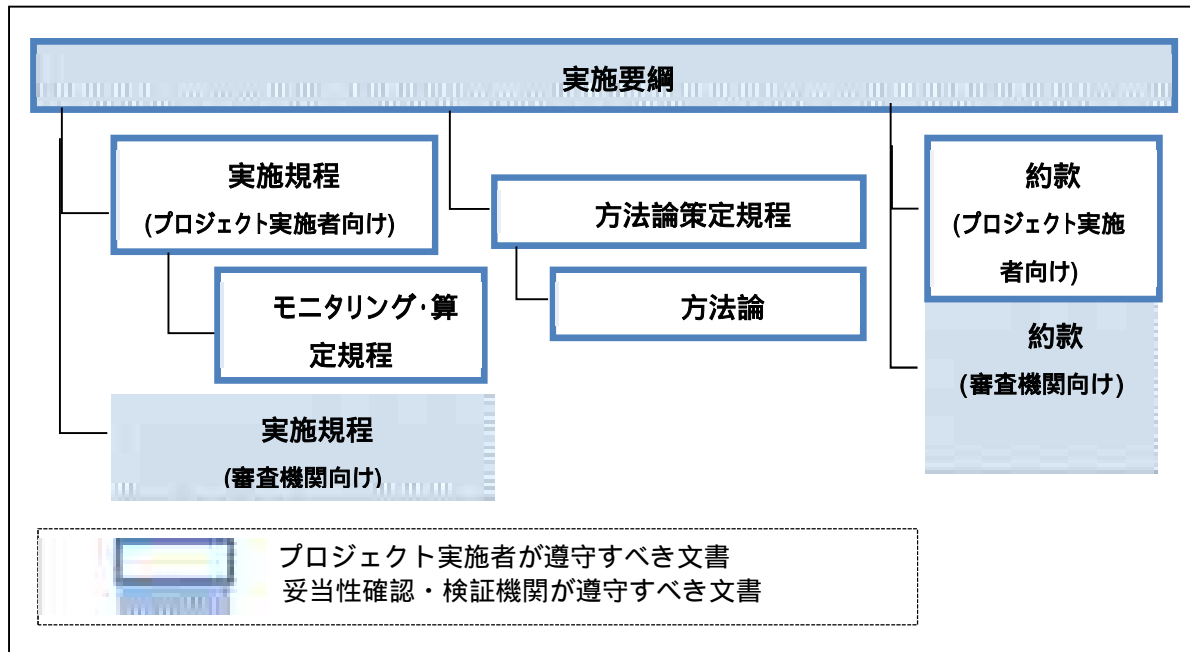 実施要綱
実施規程
(プロジェクト実施者向け)
モニタリング・算
定規程
実施規程
(審査機関向け)
方法論策定規程
方法論
約款
(プロジェクト実施
者向け)
約款
(審査機関向け)
プロジェクト実施者が遵守すべき文書
妥当性確認・検証機関が遵守すべき文書